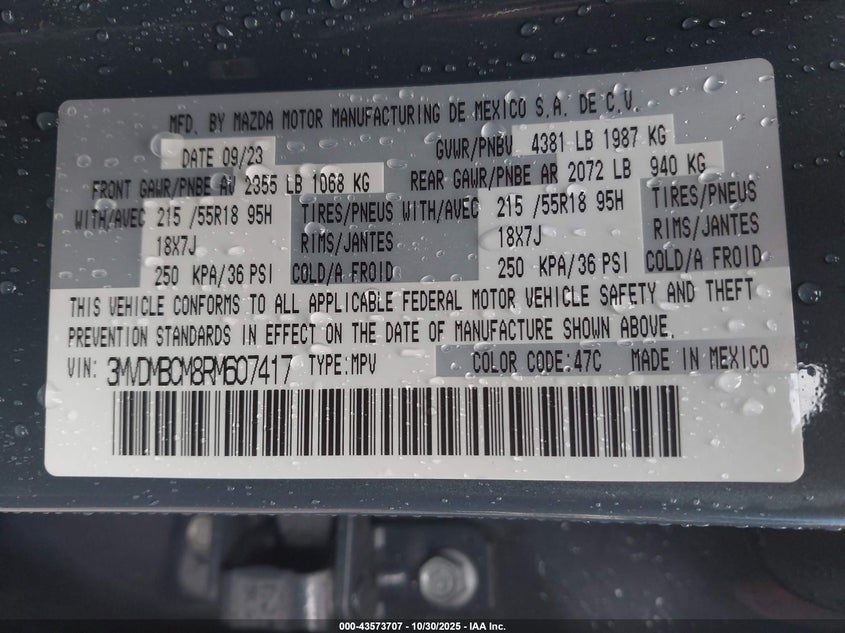 MFD. BY MAZDA MOTOR MANUFACTURING DE MEXICO S.A. DE C.V.
DATE 09/23 GVWR/PNBV 4381 LB 1987 KG
FRONT GAWR/PNBE AV 2355 LB 1068 KG REAR GAWR/PNBE AR 2072 LB 940 KG
WITH/AVEC 215 /55R18 95H TIRES/PNEUS WITH/AVEC 215 /55R18 95H TIRES/PNEUS
18X7J RIMS/JANTES 18X7J RIMS/JANTES
250 KPA/36 PSI COLD/A FROID 250 KPA/36 PSI COLD/A FROID
THIS VEHICLE CONFORMS TO ALL APPLICABLE FEDERAL MOTOR VEHICLE SAFETY AND THEFT
PREVENTION STANDARDS IN EFFECT ON THE DATE OF MANUFACTURE SHOWN ABOVE.
VIN: 3MVDMBCM8RM607417 TYPE:MPV COLOR CODE:47C MADE IN MEXICO
000-43573707 - 10/30/2025 - IAA Inc.